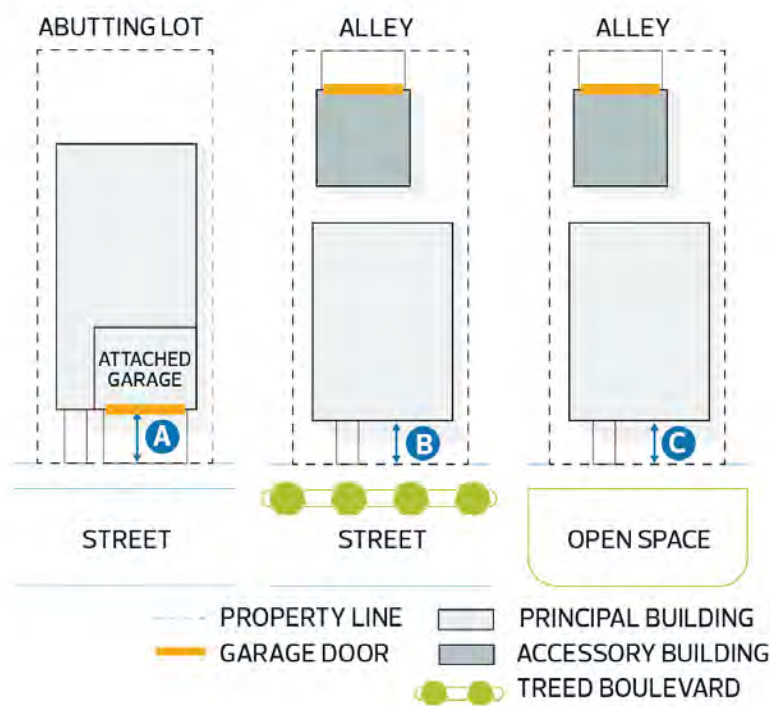 ABUTTING LOT
ALLEY
ALLEY
ATTACHED
GARAGE
A
B
C
STREET
STREET
OPEN SPACE
PROPERTY LINE
PRINCIPAL BUILDING
GARAGE DOOR
ACCESSORY BUILDING
TREED BOULEVARD